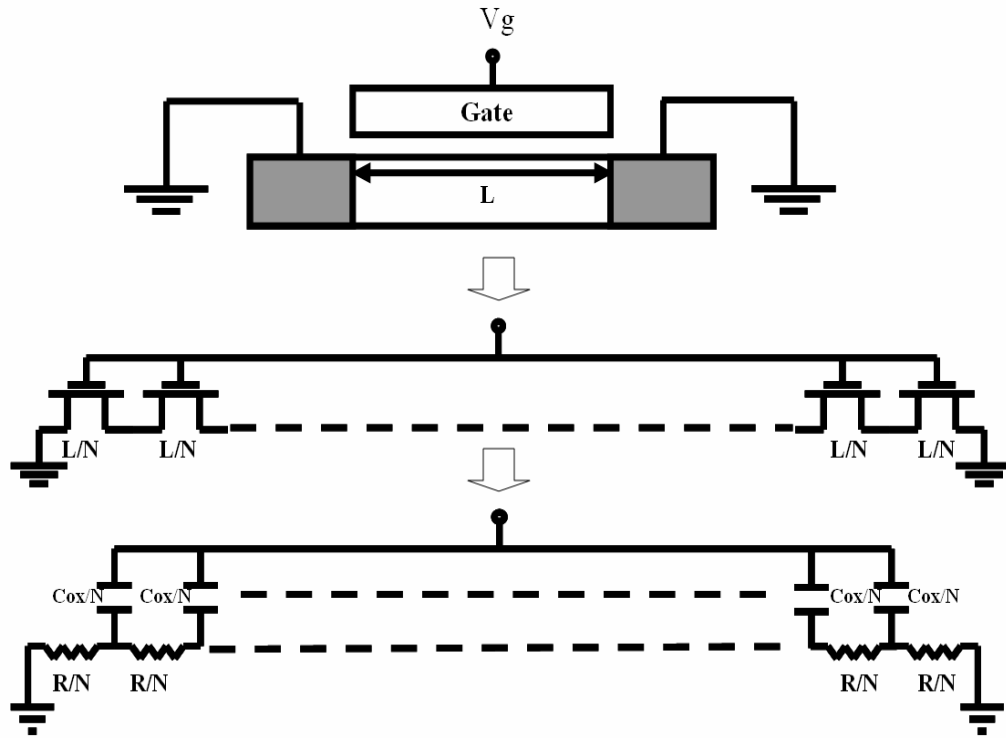 Vg
Gate
L
L/N L/N L/N L/N
Cox/N Cox/N Cox/N Cox/N
R/N R/N R/N R/N